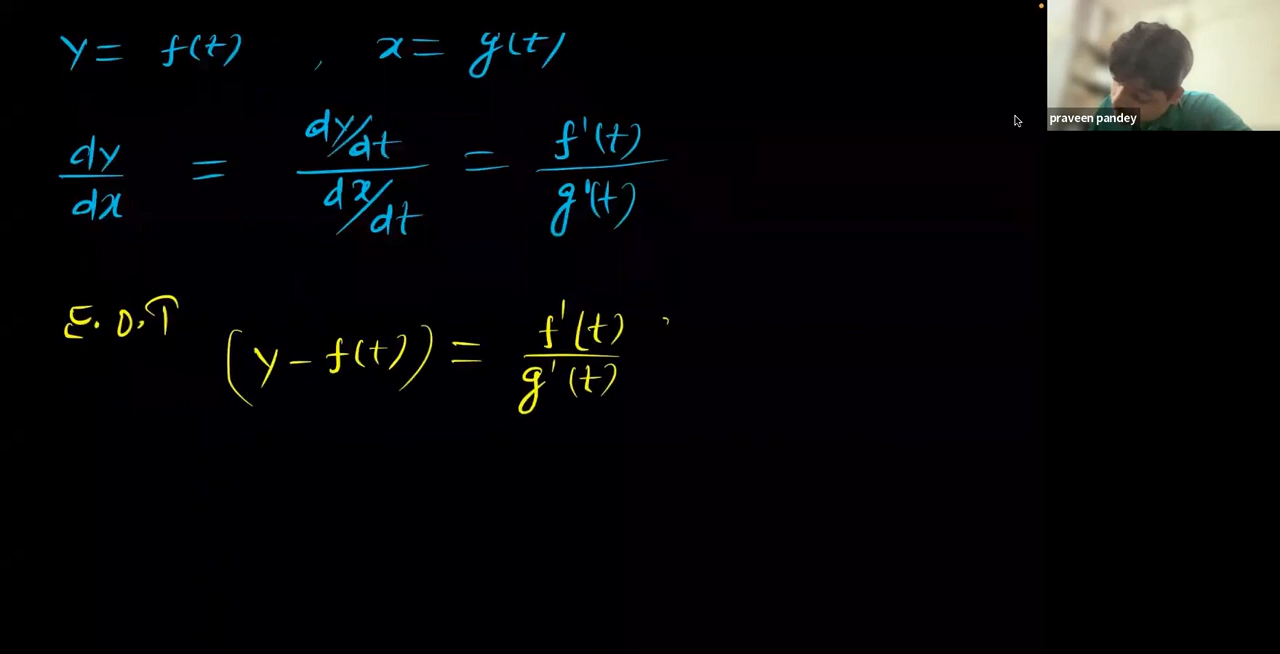 y = f(t) , x = g(t)
dy/dx = (dy/dt)/(dx/dt) = f'(t)/g'(t)
E.O.T (y - f(t)) = f'(t)/g'(t)
praveen pandey